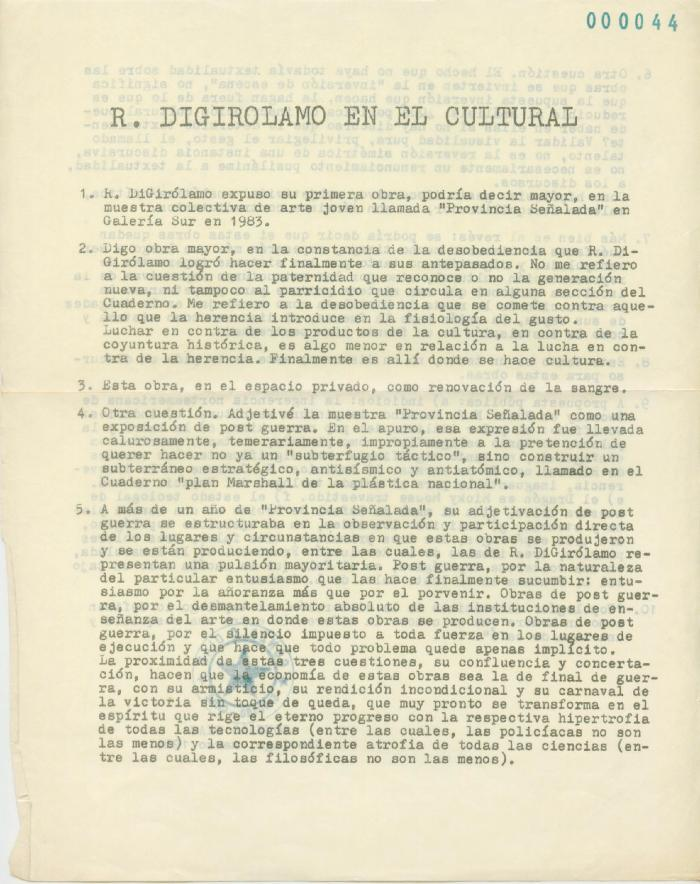 000044
R. DIGIROLAMO EN EL CULTURAL
1. R. DiGirólamo expuso su primera obra, podría decir mayor, en la
muestra colectiva de arte joven llamada "Provincia Señalada" en
Galería Sur en 1983.
2. Digo obra mayor, en la constancia de la desobediencia que R. Di-
Girólamo logró hacer finalmente a sus antepasados. No me refiero
a la cuestión de la paternidad que reconoce o no la generación
nueva, ni tampoco al parricidio que circula en alguna sección del
Cuaderno. Me refiero a la desobediencia que se comete contra aque-
llo que la herencia introduce en la fisiología del gusto.
Luchar en contra de los productos de la cultura, en contra de la
coyuntura histórica, es algo menor en relación a la lucha en con-
tra de la herencia. Finalmente es allí donde se hace cultura.
3. Esta obra, en el espacio privado, como renovación de la sangre.
4. Otra cuestión. Adjetivé la muestra "Provincia Señalada" como una
exposición de post guerra. En el apuro, esa expresión fue llevada
calurosamente, temerariamente, impropiamente a la pretención de
querer hacer no ya un "subterfugio táctico", sino construir un
subterráneo estratégico, antisísmico y antiatómico, llamado en el
Cuaderno "plan Marshall de la plástica nacional".
5. A más de un año de "Provincia Señalada", su adjetivación de post
guerra se estructuraba en la observación y participación directa
de los lugares y circunstancias en que estas obras se produjeron
y se están produciendo, entre las cuales, las de R. DiGirólamo re-
presentan una pulsión mayoritaria. Post guerra, por la naturaleza
del particular entusiasmo que las hace finalmente sucumbir: entu-
siasmo por la añoranza más que por el porvenir. Obras de post guer-
ra, por el desmantelamiento absoluto de las instituciones de en-
señanza del arte en donde estas obras se producen. Obras de post
guerra, por el silencio impuesto a toda fuerza en los lugares de
ejecución y que hace que todo problema quede apenas implícito.
La proximidad de estas tres cuestiones, su confluencia y concerta-
ción, hacen que la economía de estas obras sea la de final de guer-
ra, con su armisticio, su rendición incondicional y su carnaval de
la victoria sin toque de queda, que muy pronto se transforma en el
espíritu que rige el eterno progreso con la respectiva hipertrofia
de todas las tecnologías (entre las cuales, las policíacas no son
las menos) y la correspondiente atrofia de todas las ciencias (en-
tre las cuales, las filosóficas no son las menos).